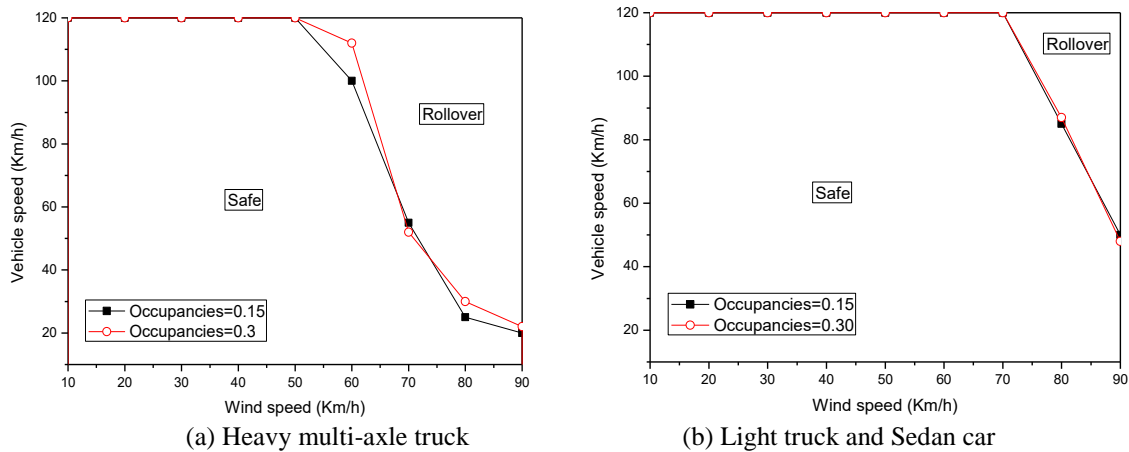 120
100
80
60
40
20
Vehicle speed (Km/h)
Rollover
Safe
Occupancies=0.15
Occupancies=0.3
10 20 30 40 50 60 70 80 90
Wind speed (Km/h)
(a) Heavy multi-axle truck
120
100
80
60
40
20
Vehicle speed (Km/h)
Rollover
Safe
Occupancies=0.15
Occupancies=0.30
10 20 30 40 50 60 70 80 90
Wind speed (Km/h)
(b) Light truck and Sedan car